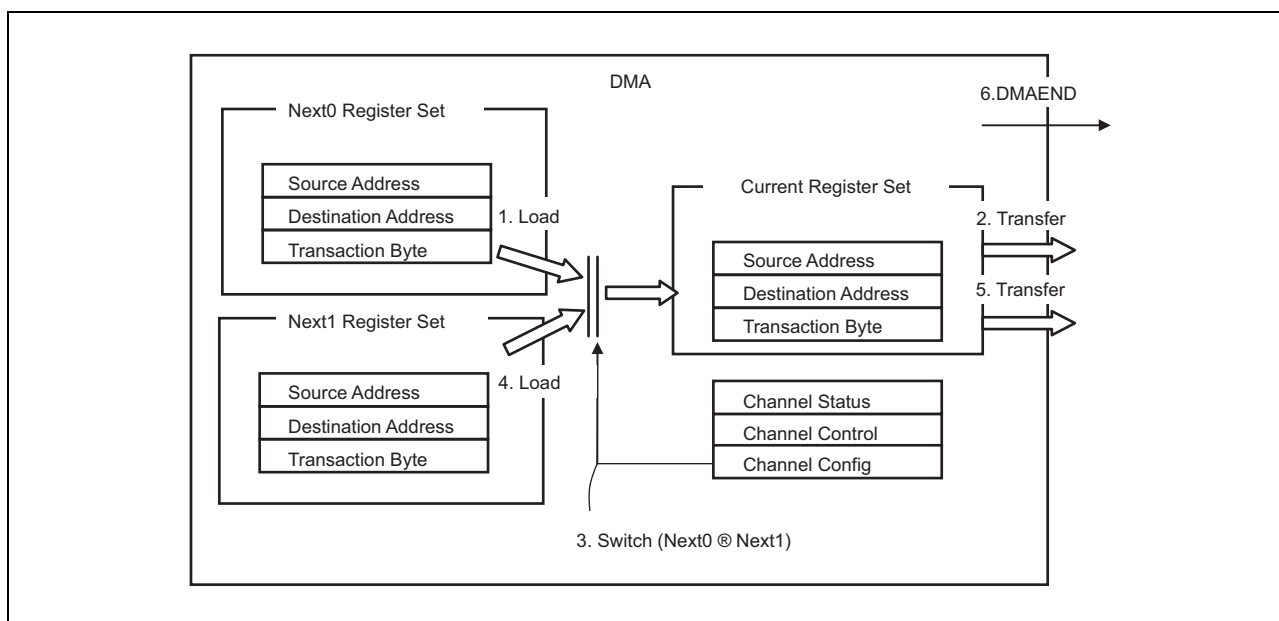 DMA
6.DMAEND
Next0 Register Set
Source Address
Destination Address
Transaction Byte
1. Load
Current Register Set
Source Address
Destination Address
Transaction Byte
2. Transfer
5. Transfer
Next1 Register Set
Source Address
Destination Address
Transaction Byte
4. Load
Channel Status
Channel Control
Channel Config
3. Switch (Next0 ® Next1)